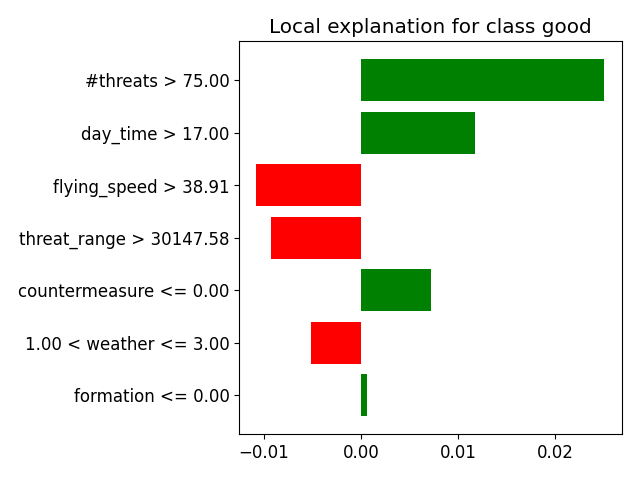 Local explanation for class good
#threats > 75.00
day_time > 17.00
flying_speed > 38.91
threat_range > 30147.58
countermeasure <= 0.00
1.00 < weather <= 3.00
formation <= 0.00
−0.01 0.00 0.01 0.02